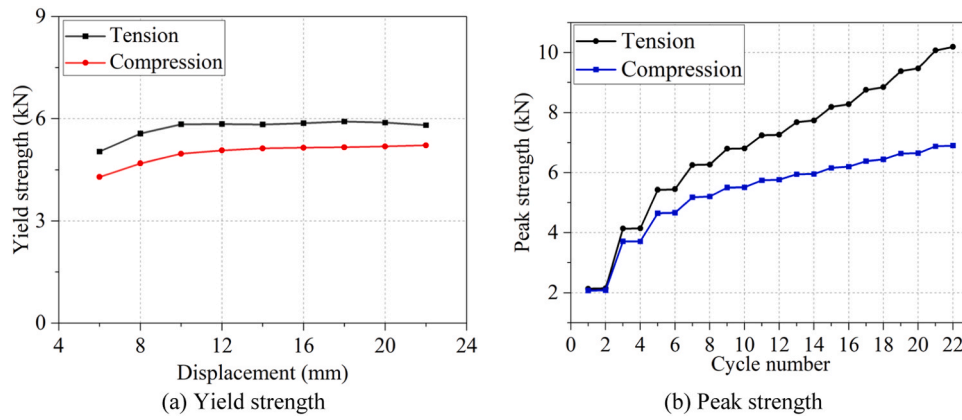 9
6
3
0
Yield strength (kN)
Tension
Compression
4 8 12 16 20 24
Displacement (mm)
(a) Yield strength
10
8
6
4
2
Peak strength (kN)
Tension
Compression
0 2 4 6 8 10 12 14 16 18 20 22
Cycle number
(b) Peak strength